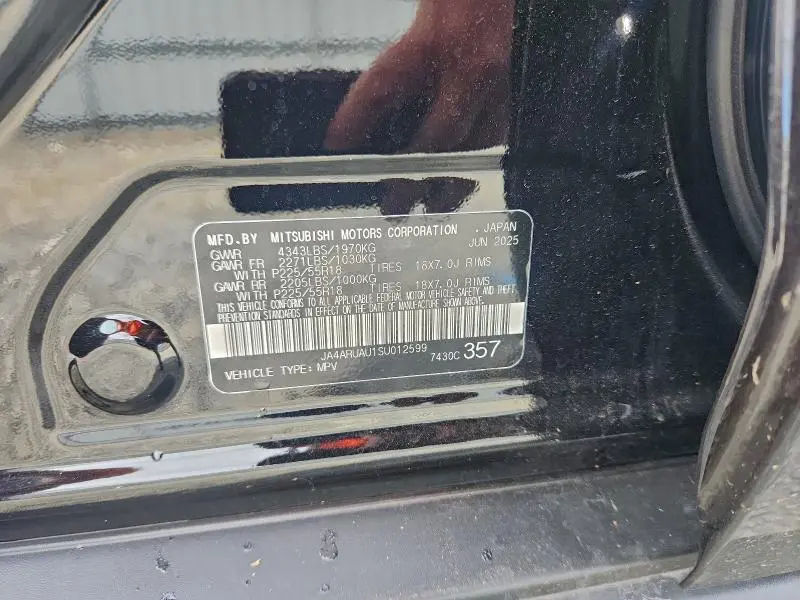 MFD.BY MITSUBISHI MOTORS CORPORATION , JAPAN
GVWR 4343LBS/1970KG JUN 2025
GAWR FR 2271LBS/1030KG
WITH P225/55R18 TIRES 18X7.0J RIMS
GAWR RR 2205LBS/1000KG
WITH P225/55R18 TIRES 18X7.0J RIMS
THIS VEHICLE CONFORMS TO ALL APPLICABLE FEDERAL MOTOR VEHICLE SAFETY AND THEFT
PREVENTION STANDARDS IN EFFECT ON THE DATE OF MANUFACTURE SHOWN ABOVE.
JA4ARUAU1SU012599 7430C 357
VEHICLE TYPE: MPV